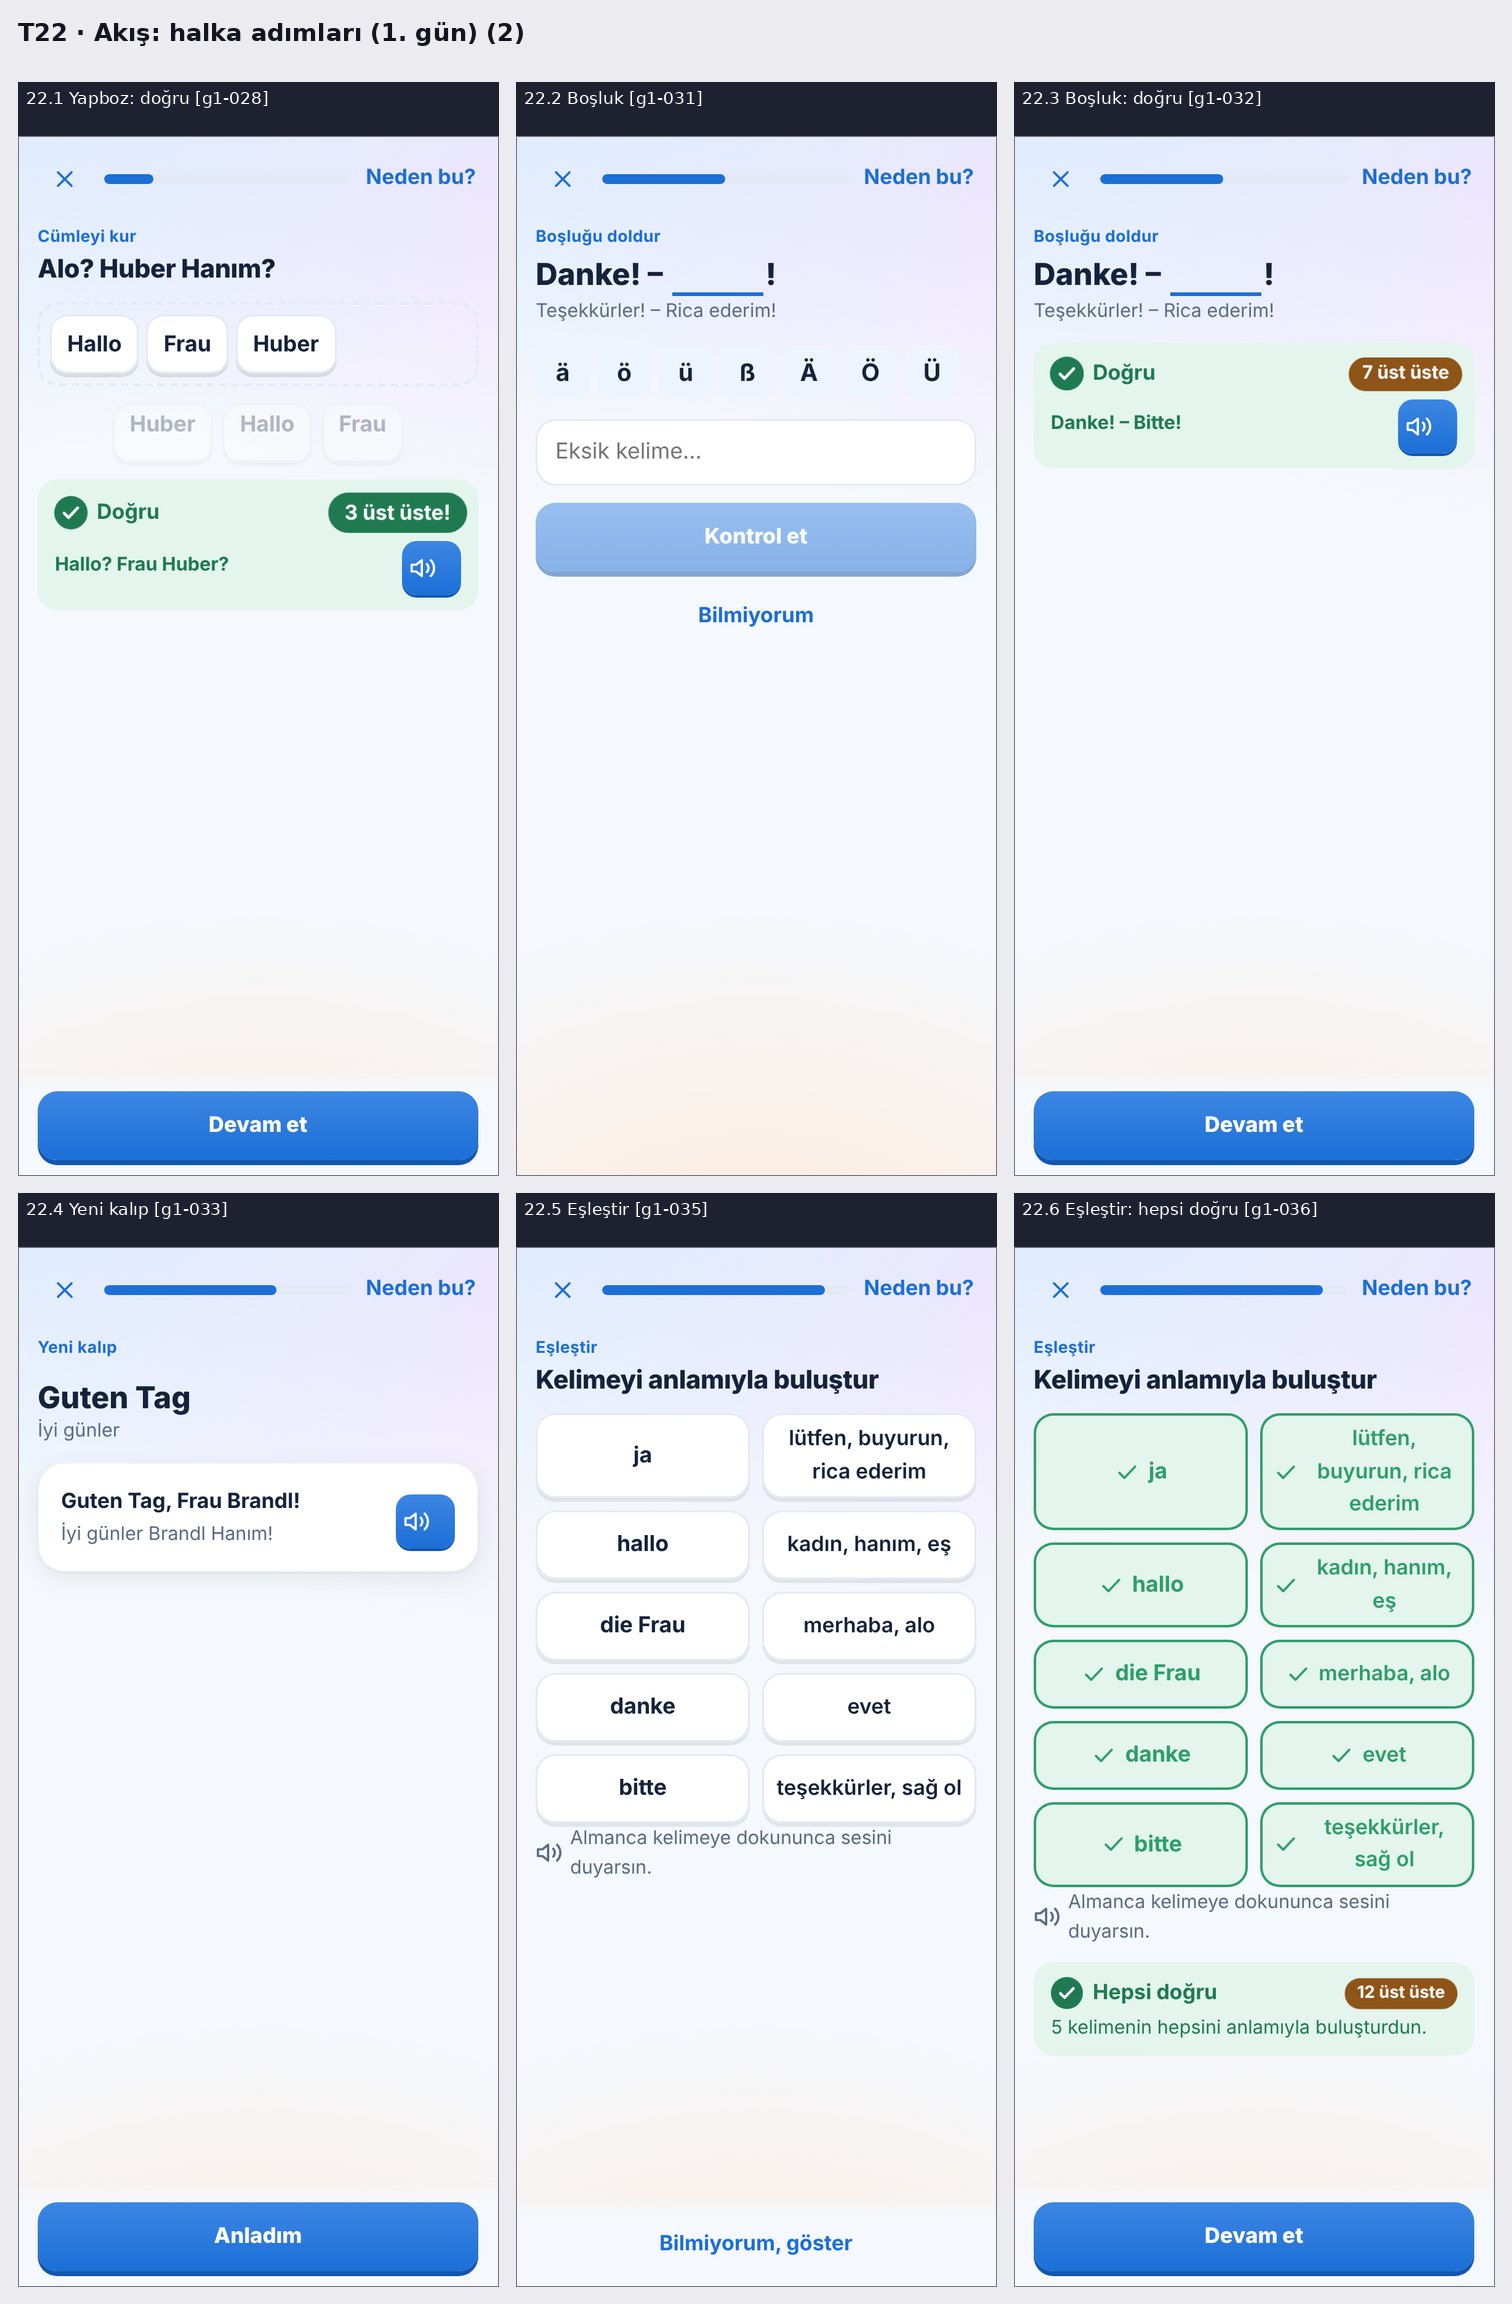 T22 · Akış: halka adımları (1. gün) (2)
22.1 Yapboz: doğru [g1-028]
Neden bu?
Cümleyi kur
Alo? Huber Hanım?
Hallo Frau Huber
Huber Hallo Frau
Doğru 3 üst üste!
Hallo? Frau Huber?
Devam et
22.2 Boşluk [g1-031]
Neden bu?
Boşluğu doldur
Danke! – ______!
Teşekkürler! – Rica ederim!
ä ö ü ß Ä Ö Ü
Eksik kelime...
Kontrol et
Bilmiyorum
22.3 Boşluk: doğru [g1-032]
Neden bu?
Boşluğu doldur
Danke! – ______!
Teşekkürler! – Rica ederim!
Doğru 7 üst üste
Danke! – Bitte!
Devam et
22.4 Yeni kalıp [g1-033]
Neden bu?
Yeni kalıp
Guten Tag
İyi günler
Guten Tag, Frau Brandl!
İyi günler Brandl Hanım!
Anladım
22.5 Eşleştir [g1-035]
Neden bu?
Eşleştir
Kelimeyi anlamıyla buluştur
ja
lütfen, buyurun,
rica ederim
hallo
kadın, hanım, eş
die Frau
merhaba, alo
danke
evet
bitte
teşekkürler, sağ ol
Almanca kelimeye dokununca sesini
duyarsın.
Bilmiyorum, göster
22.6 Eşleştir: hepsi doğru [g1-036]
Neden bu?
Eşleştir
Kelimeyi anlamıyla buluştur
ja
lütfen,
buyurun, rica
ederim
hallo
kadın, hanım,
eş
die Frau
merhaba, alo
danke
evet
bitte
teşekkürler,
sağ ol
Almanca kelimeye dokununca sesini
duyarsın.
Hepsi doğru 12 üst üste
5 kelimenin hepsini anlamıyla buluşturdun.
Devam et